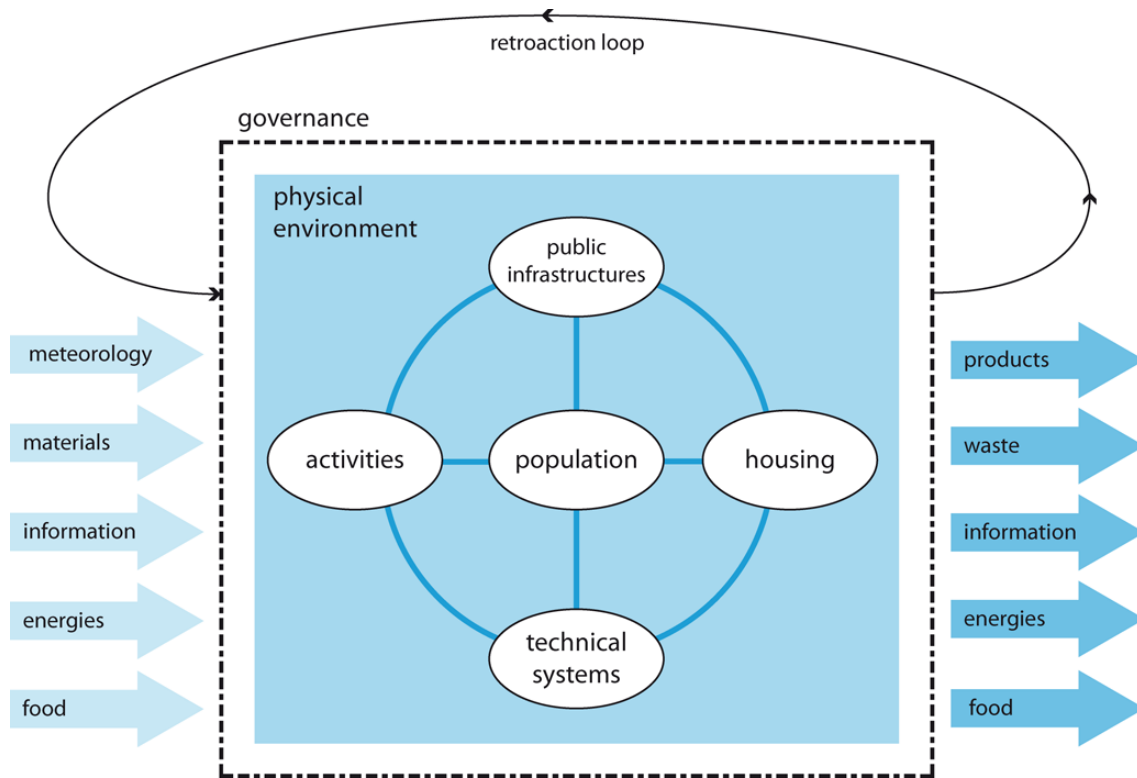 retroaction loop
governance
physical
environment
public
infrastructures
activities
population
housing
technical
systems
meteorology
materials
information
energies
food
products
waste
information
energies
food